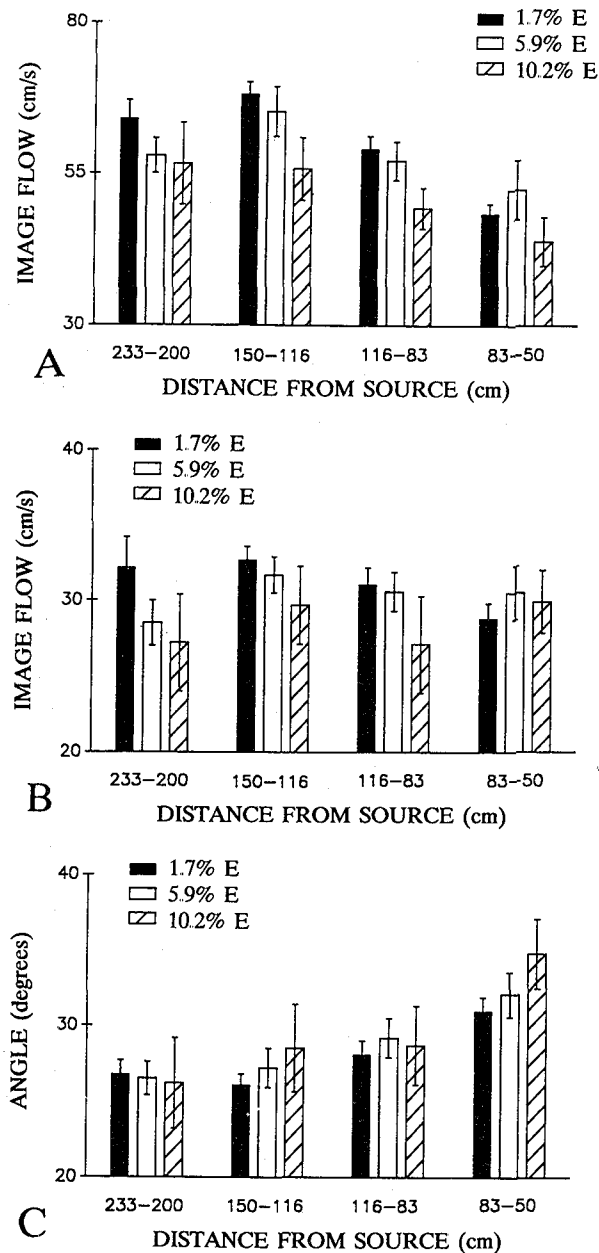 80
55
30
IMAGE FLOW (cm/s)
1.7% E
5.9% E
10.2% E
233-200
150-116
116-83
83-50
A
DISTANCE FROM SOURCE (cm)
40
30
20
IMAGE FLOW (cm/s)
1.7% E
5.9% E
10.2% E
233-200
150-116
116-83
83-50
B
DISTANCE FROM SOURCE (cm)
40
30
20
ANGLE (degrees)
1.7% E
5.9% E
10.2% E
233-200
150-116
116-83
83-50
C
DISTANCE FROM SOURCE (cm)